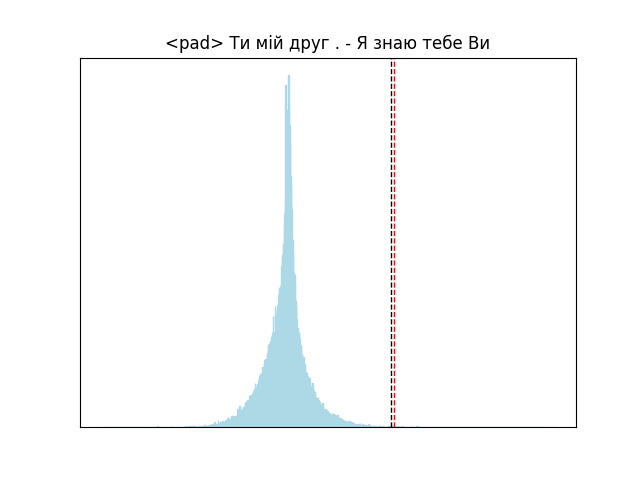 <pad> Ти мій друг . - Я знаю тебе Ви